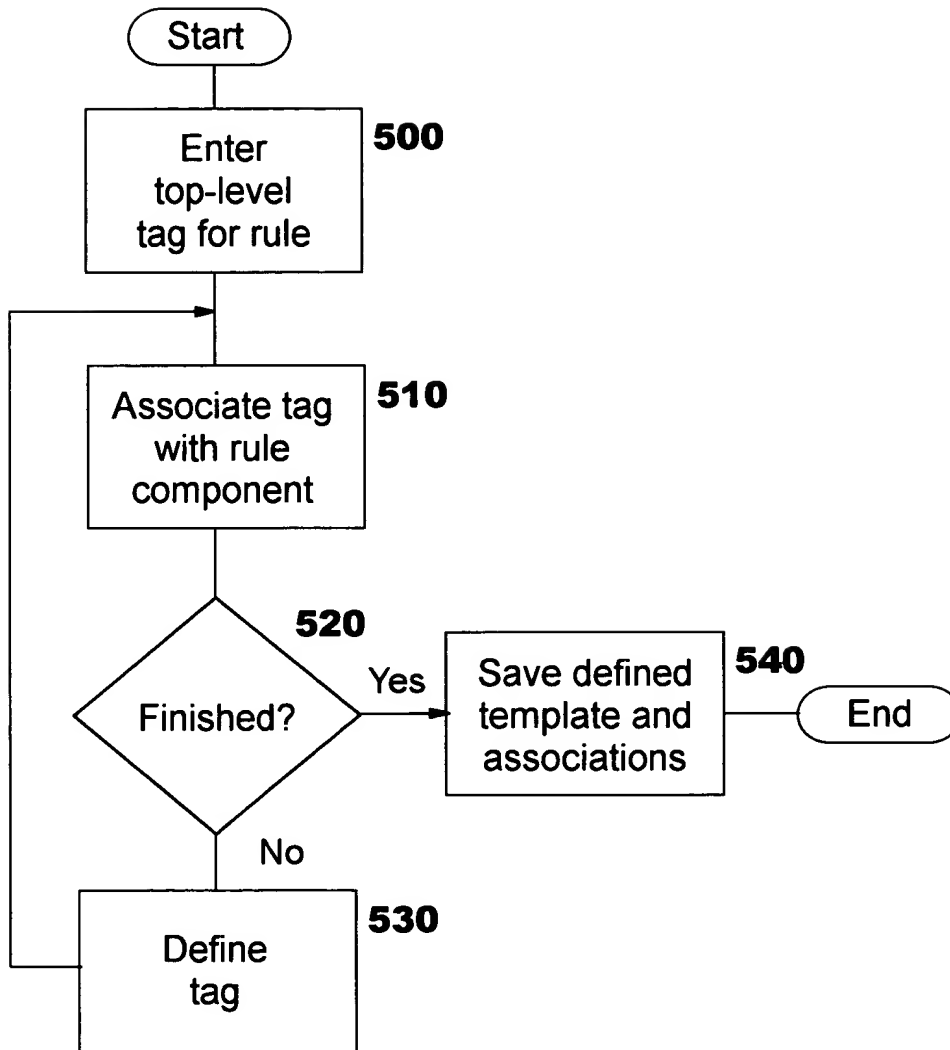 Start
500
Enter
top-level
tag for rule
510
Associate tag
with rule
component
520
Finished?
Yes
540
Save defined
template and
associations
End
No
530
Define
tag